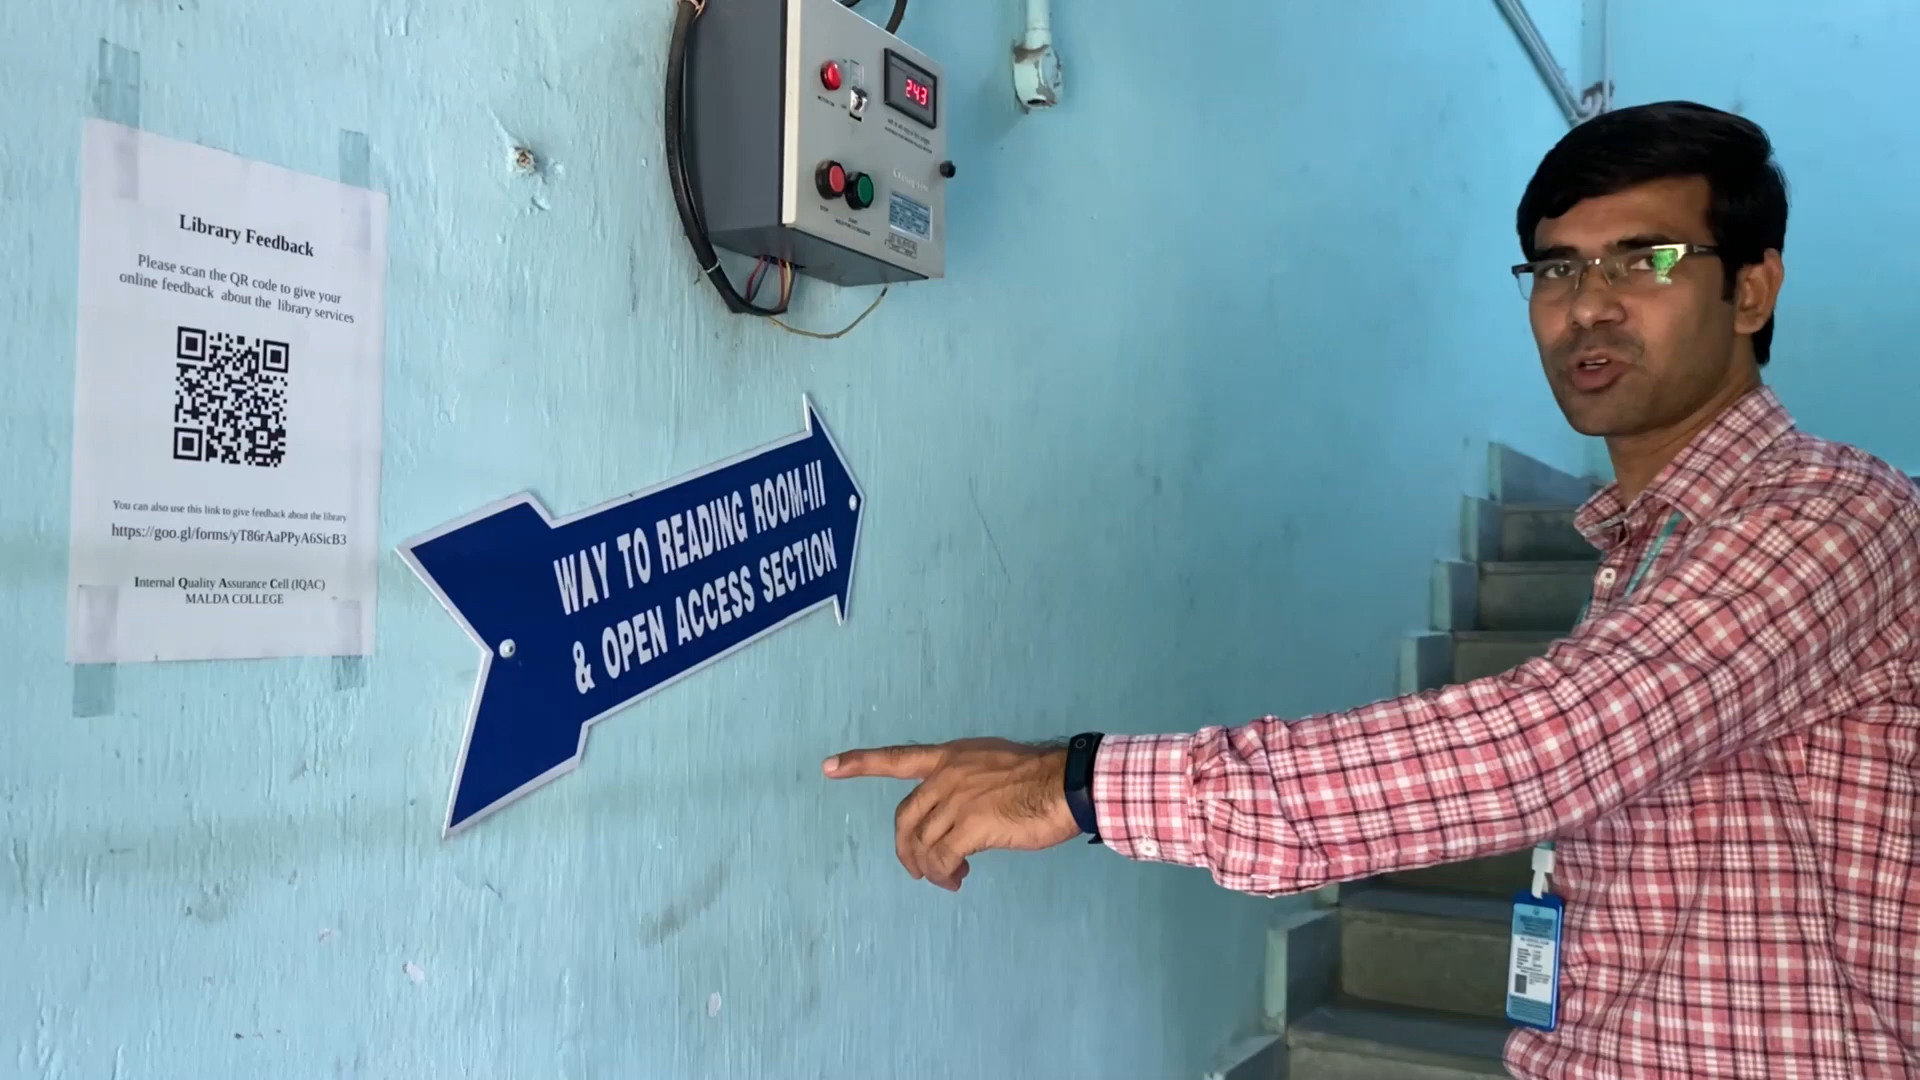 Library Feedback
Please scan the QR code to give your
online feedback about the library services
You can also use this link to give feedback about the library
https://goo.gl/forms/yT86rAaPPyA6SicB3
Internal Quality Assurance Cell (IQAC)
MALDA COLLEGE
WAY TO READING ROOM-III
& OPEN ACCESS SECTION
243